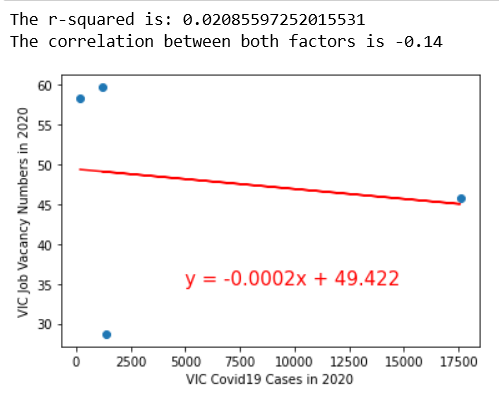 The r-squared is: 0.02085597252015531
The correlation between both factors is -0.14
60
55
50
45
40
35
30
VIC Job Vacancy Numbers in 2020
y = -0.0002x + 49.422
0 2500 5000 7500 10000 12500 15000 17500
VIC Covid19 Cases in 2020